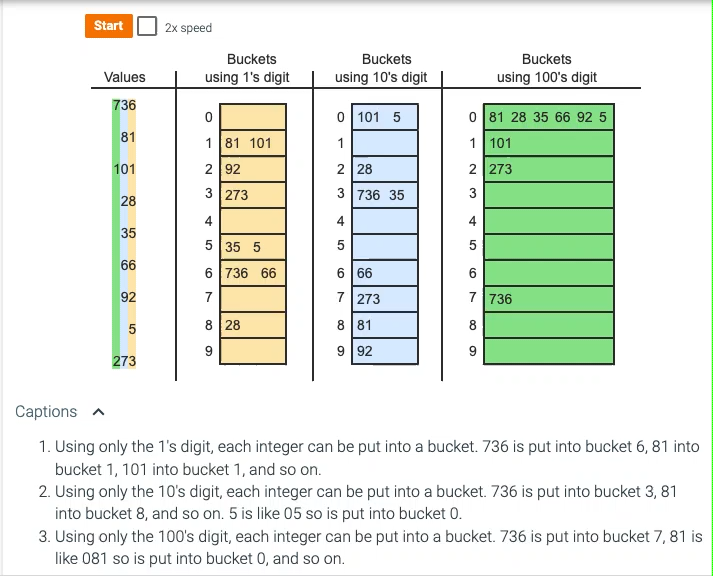 Start 2x speed
Buckets Buckets Buckets
Values using 1's digit using 10's digit using 100's digit
736
81
101
28
35
66
92
5
273
0
1 81 101
2 92
3 273
4
5 35 5
6 736 66
7
8 28
9
0 101 5
1
2 28
3 736 35
4
5
6 66
7 273
8 81
9 92
0 81 28 35 66 92 5
1 101
2 273
3
4
5
6
7 736
8
9
Captions
1. Using only the 1's digit, each integer can be put into a bucket. 736 is put into bucket 6, 81 into
bucket 1, 101 into bucket 1, and so on.
2. Using only the 10's digit, each integer can be put into a bucket. 736 is put into bucket 3, 81
into bucket 8, and so on. 5 is like 05 so is put into bucket 0.
3. Using only the 100's digit, each integer can be put into a bucket. 736 is put into bucket 7, 81 is
like 081 so is put into bucket 0, and so on.